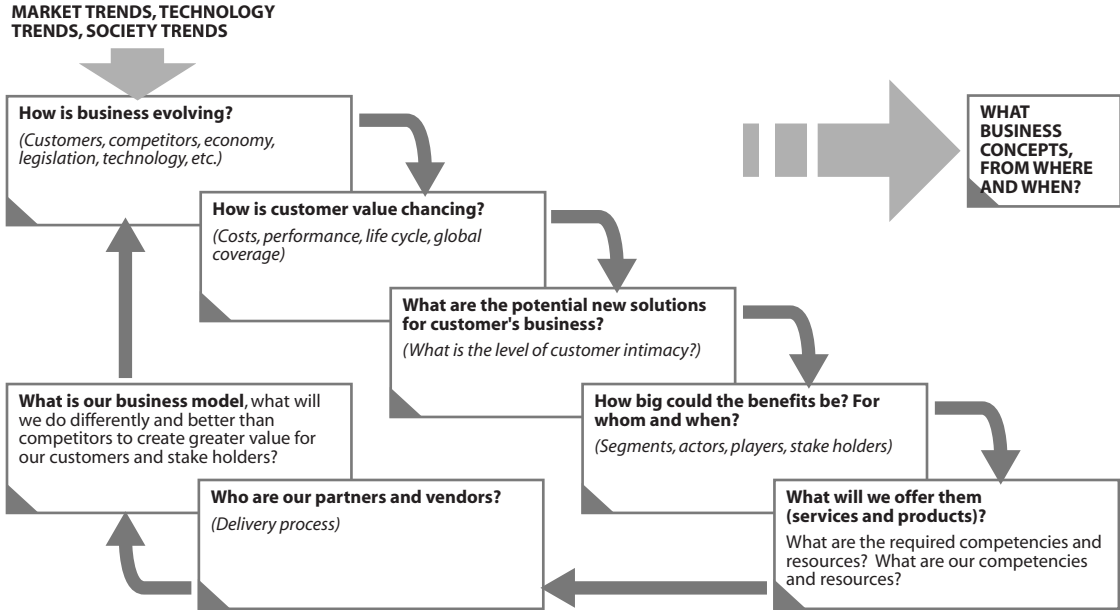 MARKET TRENDS, TECHNOLOGY
TRENDS, SOCIETY TRENDS
How is business evolving?
(Customers, competitors, economy,
legislation, technology, etc.)
WHAT
BUSINESS
CONCEPTS,
FROM WHERE
AND WHEN?
How is customer value chancing?
(Costs, performance, life cycle, global
coverage)
What are the potential new solutions
for customer's business?
(What is the level of customer intimacy?)
How big could the benefits be? For
whom and when?
(Segments, actors, players, stake holders)
What will we offer them
(services and products)?
What are the required competencies and
resources? What are our competencies
and resources?
Who are our partners and vendors?
(Delivery process)
What is our business model, what will
we do differently and better than
competitors to create greater value for
our customers and stake holders?